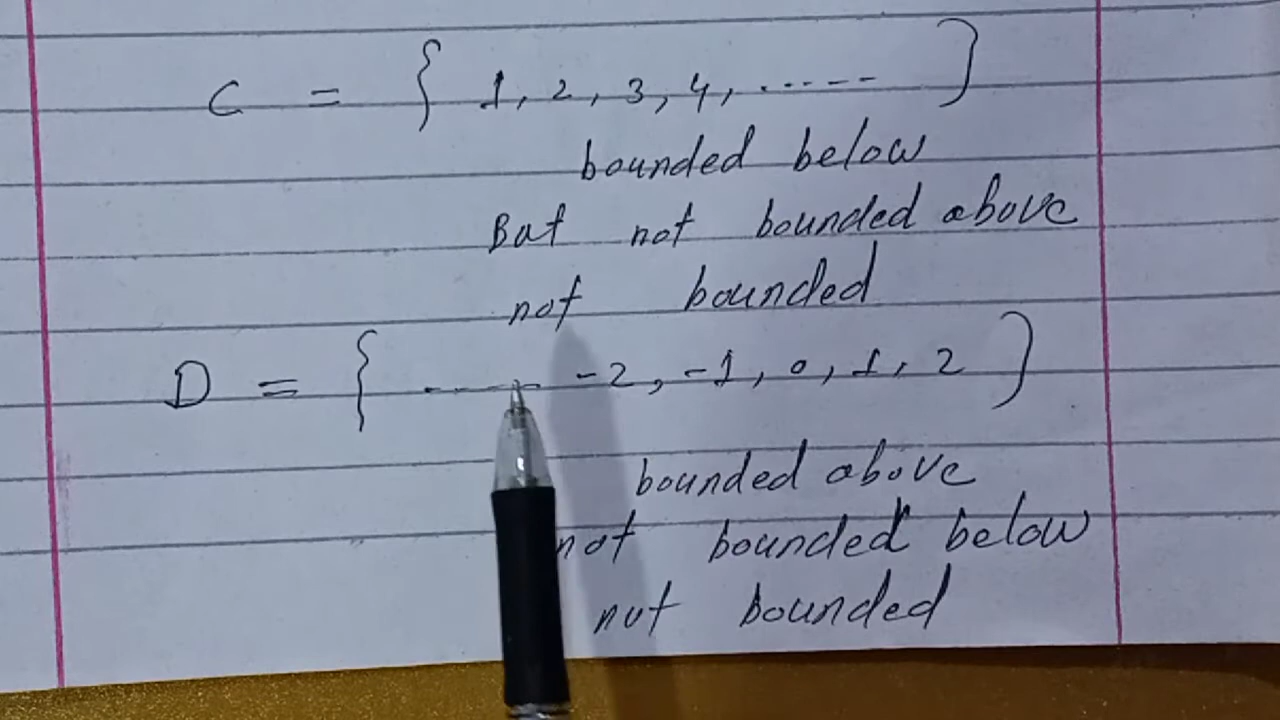 C = { 1, 2, 3, 4, ..... }
bounded below
But not bounded above
not bounded
D = { ..... -2, -1, 0, 1, 2 }
bounded above
not bounded below
not bounded